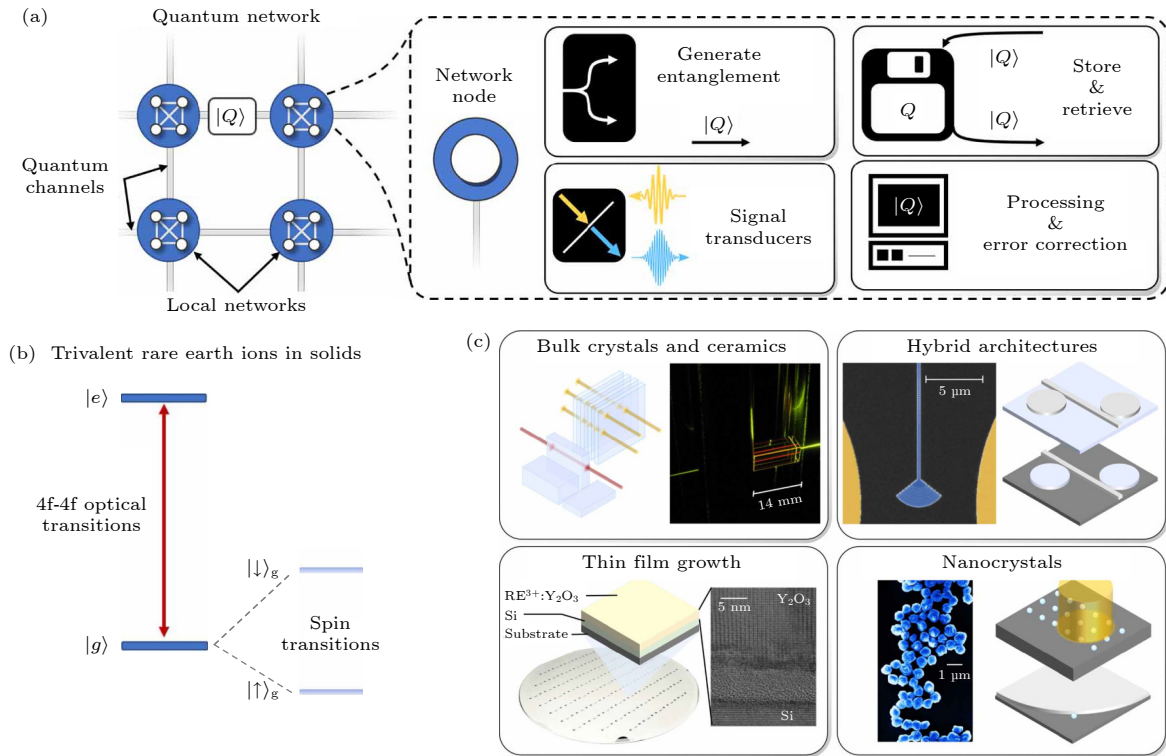 (a)
Quantum network
|Q⟩
Quantum
channels
Local networks
Network
node
Generate
entanglement
|Q⟩
Q
|Q⟩
|Q⟩
Store
&
retrieve
Signal
transducers
|Q⟩
Processing
&
error correction
(b) Trivalent rare earth ions in solids
|e⟩
4f-4f optical
transitions
|g⟩
|↓⟩g
Spin
transitions
|↑⟩g
(c)
Bulk crystals and ceramics
14 mm
Hybrid architectures
5 µm
Thin film growth
RE³⁺:Y₂O₃
Si
Substrate
5 nm
Y₂O₃
Si
Nanocrystals
1
µm